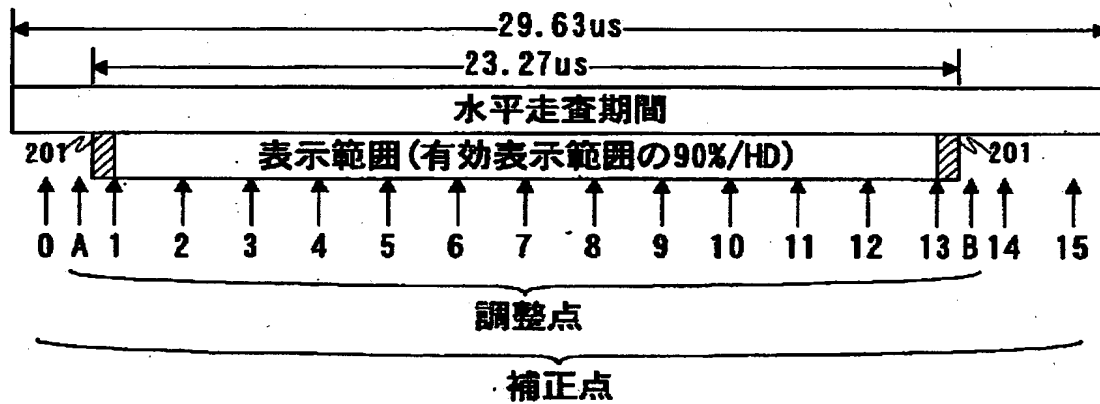 29.63us
23.27us
水平走査期間
201 表示範囲(有効表示範囲の90%/HD) 201
0 A 1 2 3 4 5 6 7 8 9 10 11 12 13 B 14 15
調整点
補正点